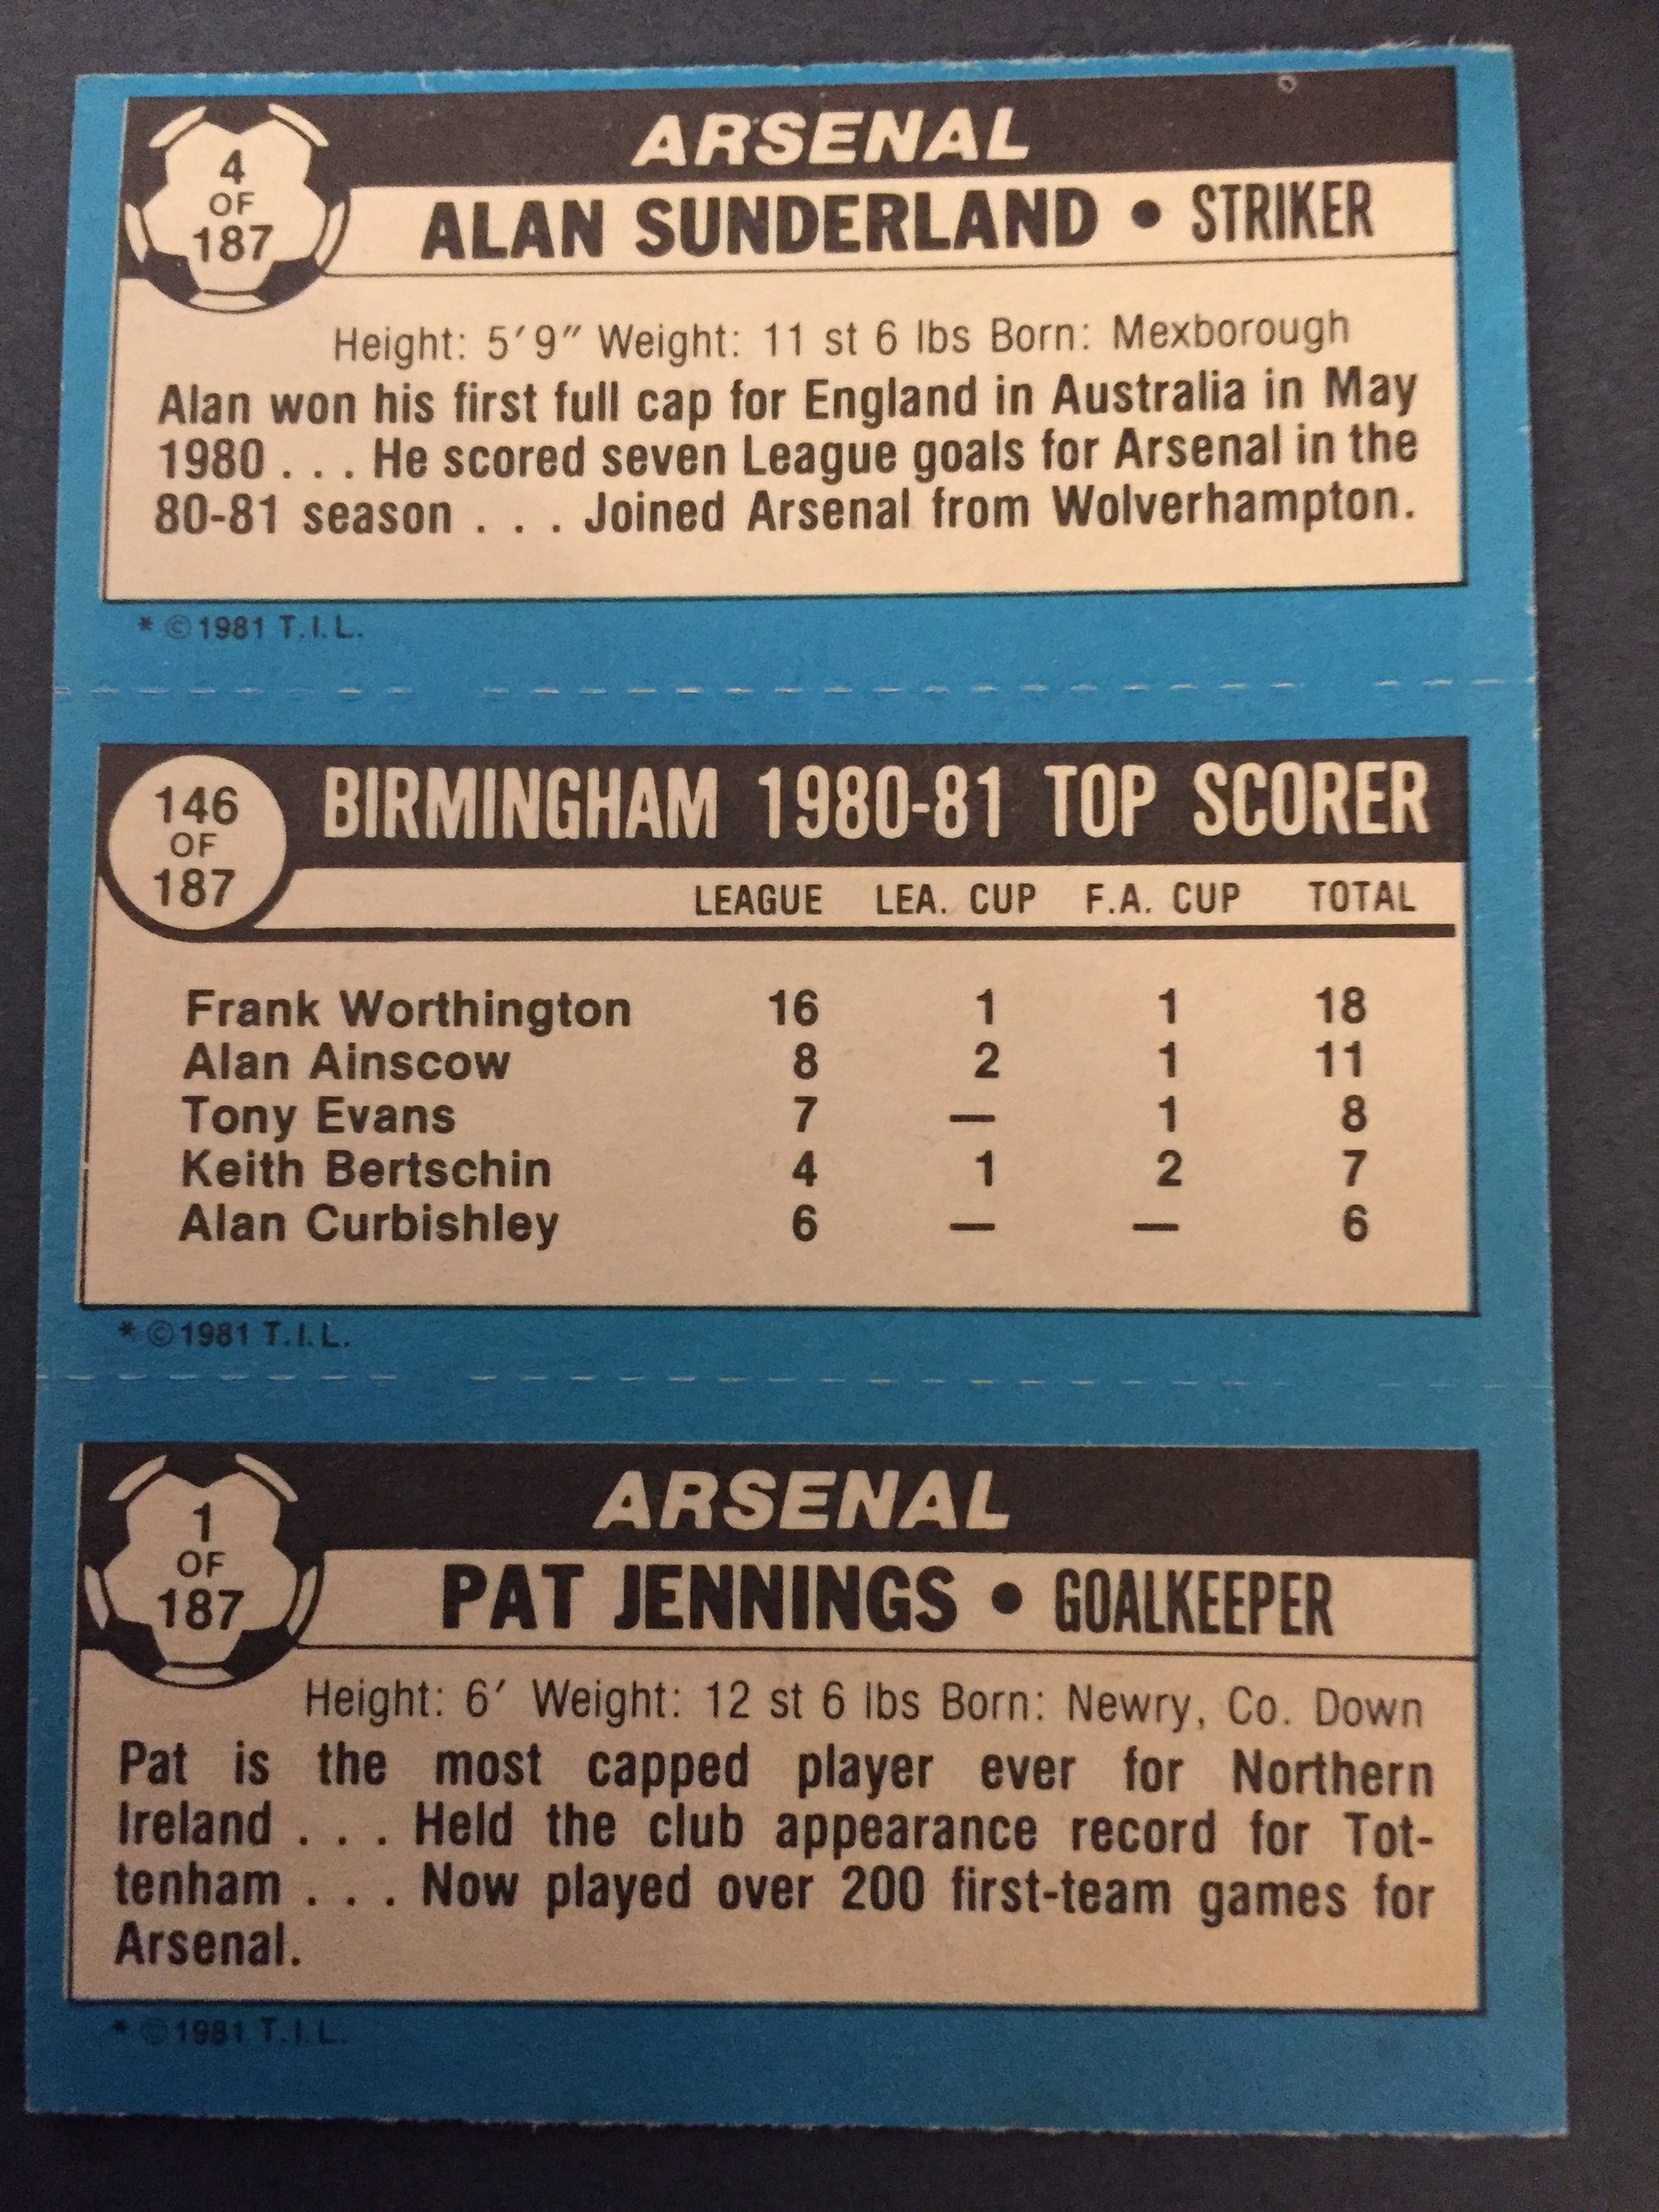 ARSENAL
4
OF
187
ALAN SUNDERLAND • STRIKER
Height: 5′9″ Weight: 11 st 6 lbs Born: Mexborough
Alan won his first full cap for England in Australia in May
1980 . . . He scored seven League goals for Arsenal in the
80-81 season . . . Joined Arsenal from Wolverhampton.
* ©1981 T.I.L.
146
OF
187
BIRMINGHAM 1980-81 TOP SCORER
LEAGUE LEA. CUP F.A. CUP TOTAL
Frank Worthington 16 1 1 18
Alan Ainscow 8 2 1 11
Tony Evans 7 — 1 8
Keith Bertschin 4 1 2 7
Alan Curbishley 6 — — 6
* ©1981 T.I.L.
ARSENAL
1
OF
187
PAT JENNINGS • GOALKEEPER
Height: 6′ Weight: 12 st 6 lbs Born: Newry, Co. Down
Pat is the most capped player ever for Northern
Ireland . . . Held the club appearance record for Tot-
tenham . . . Now played over 200 first-team games for
Arsenal.
* ©1981 T.I.L.